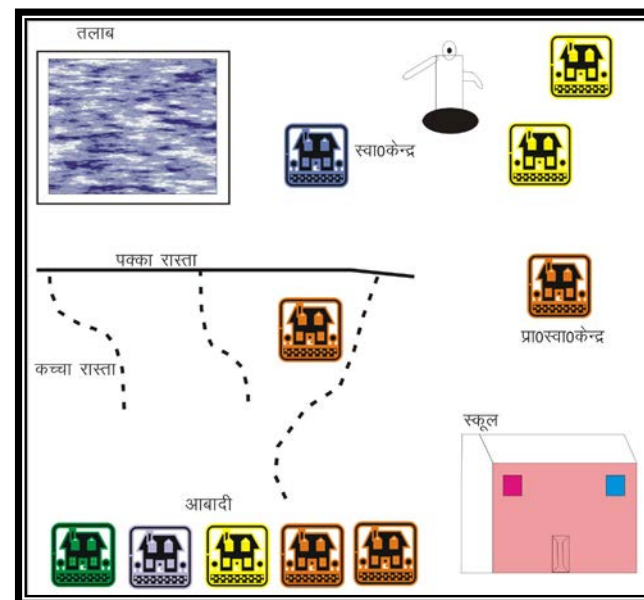 तलाब
स्वा0केन्द्र
पक्का रास्ता
प्रा0स्वा0केन्द्र
कच्चा रास्ता
स्कूल
आबादी